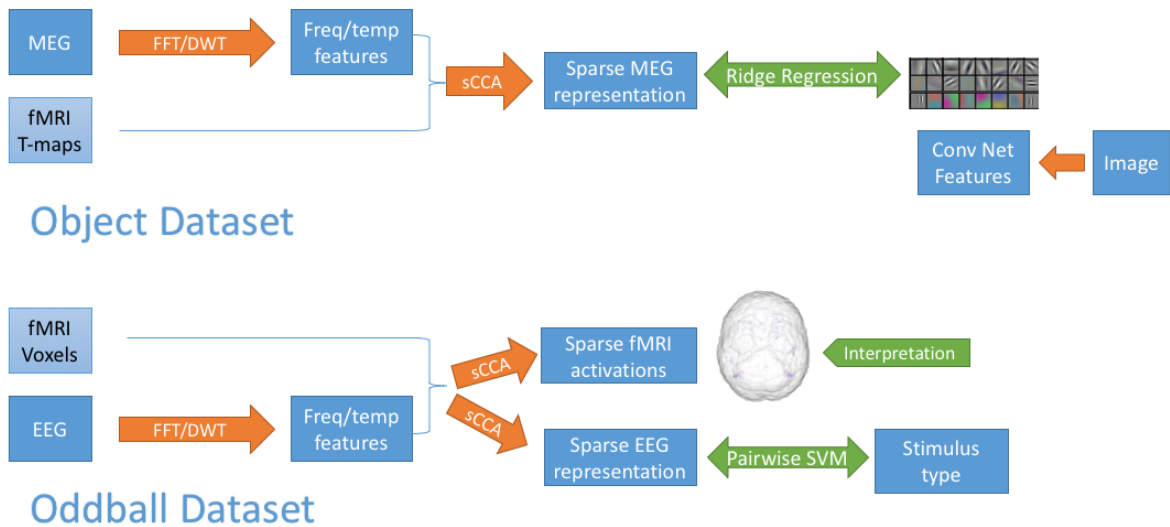 MEG
FFT/DWT
Freq/temp
features
sCCA
Sparse MEG
representation
Ridge Regression
fMRI
T-maps
Conv Net
Features
Image
Object Dataset
fMRI
Voxels
sCCA
Sparse fMRI
activations
Interpretation
EEG
FFT/DWT
Freq/temp
features
sCCA
Sparse EEG
representation
Pairwise SVM
Stimulus
type
Oddball Dataset